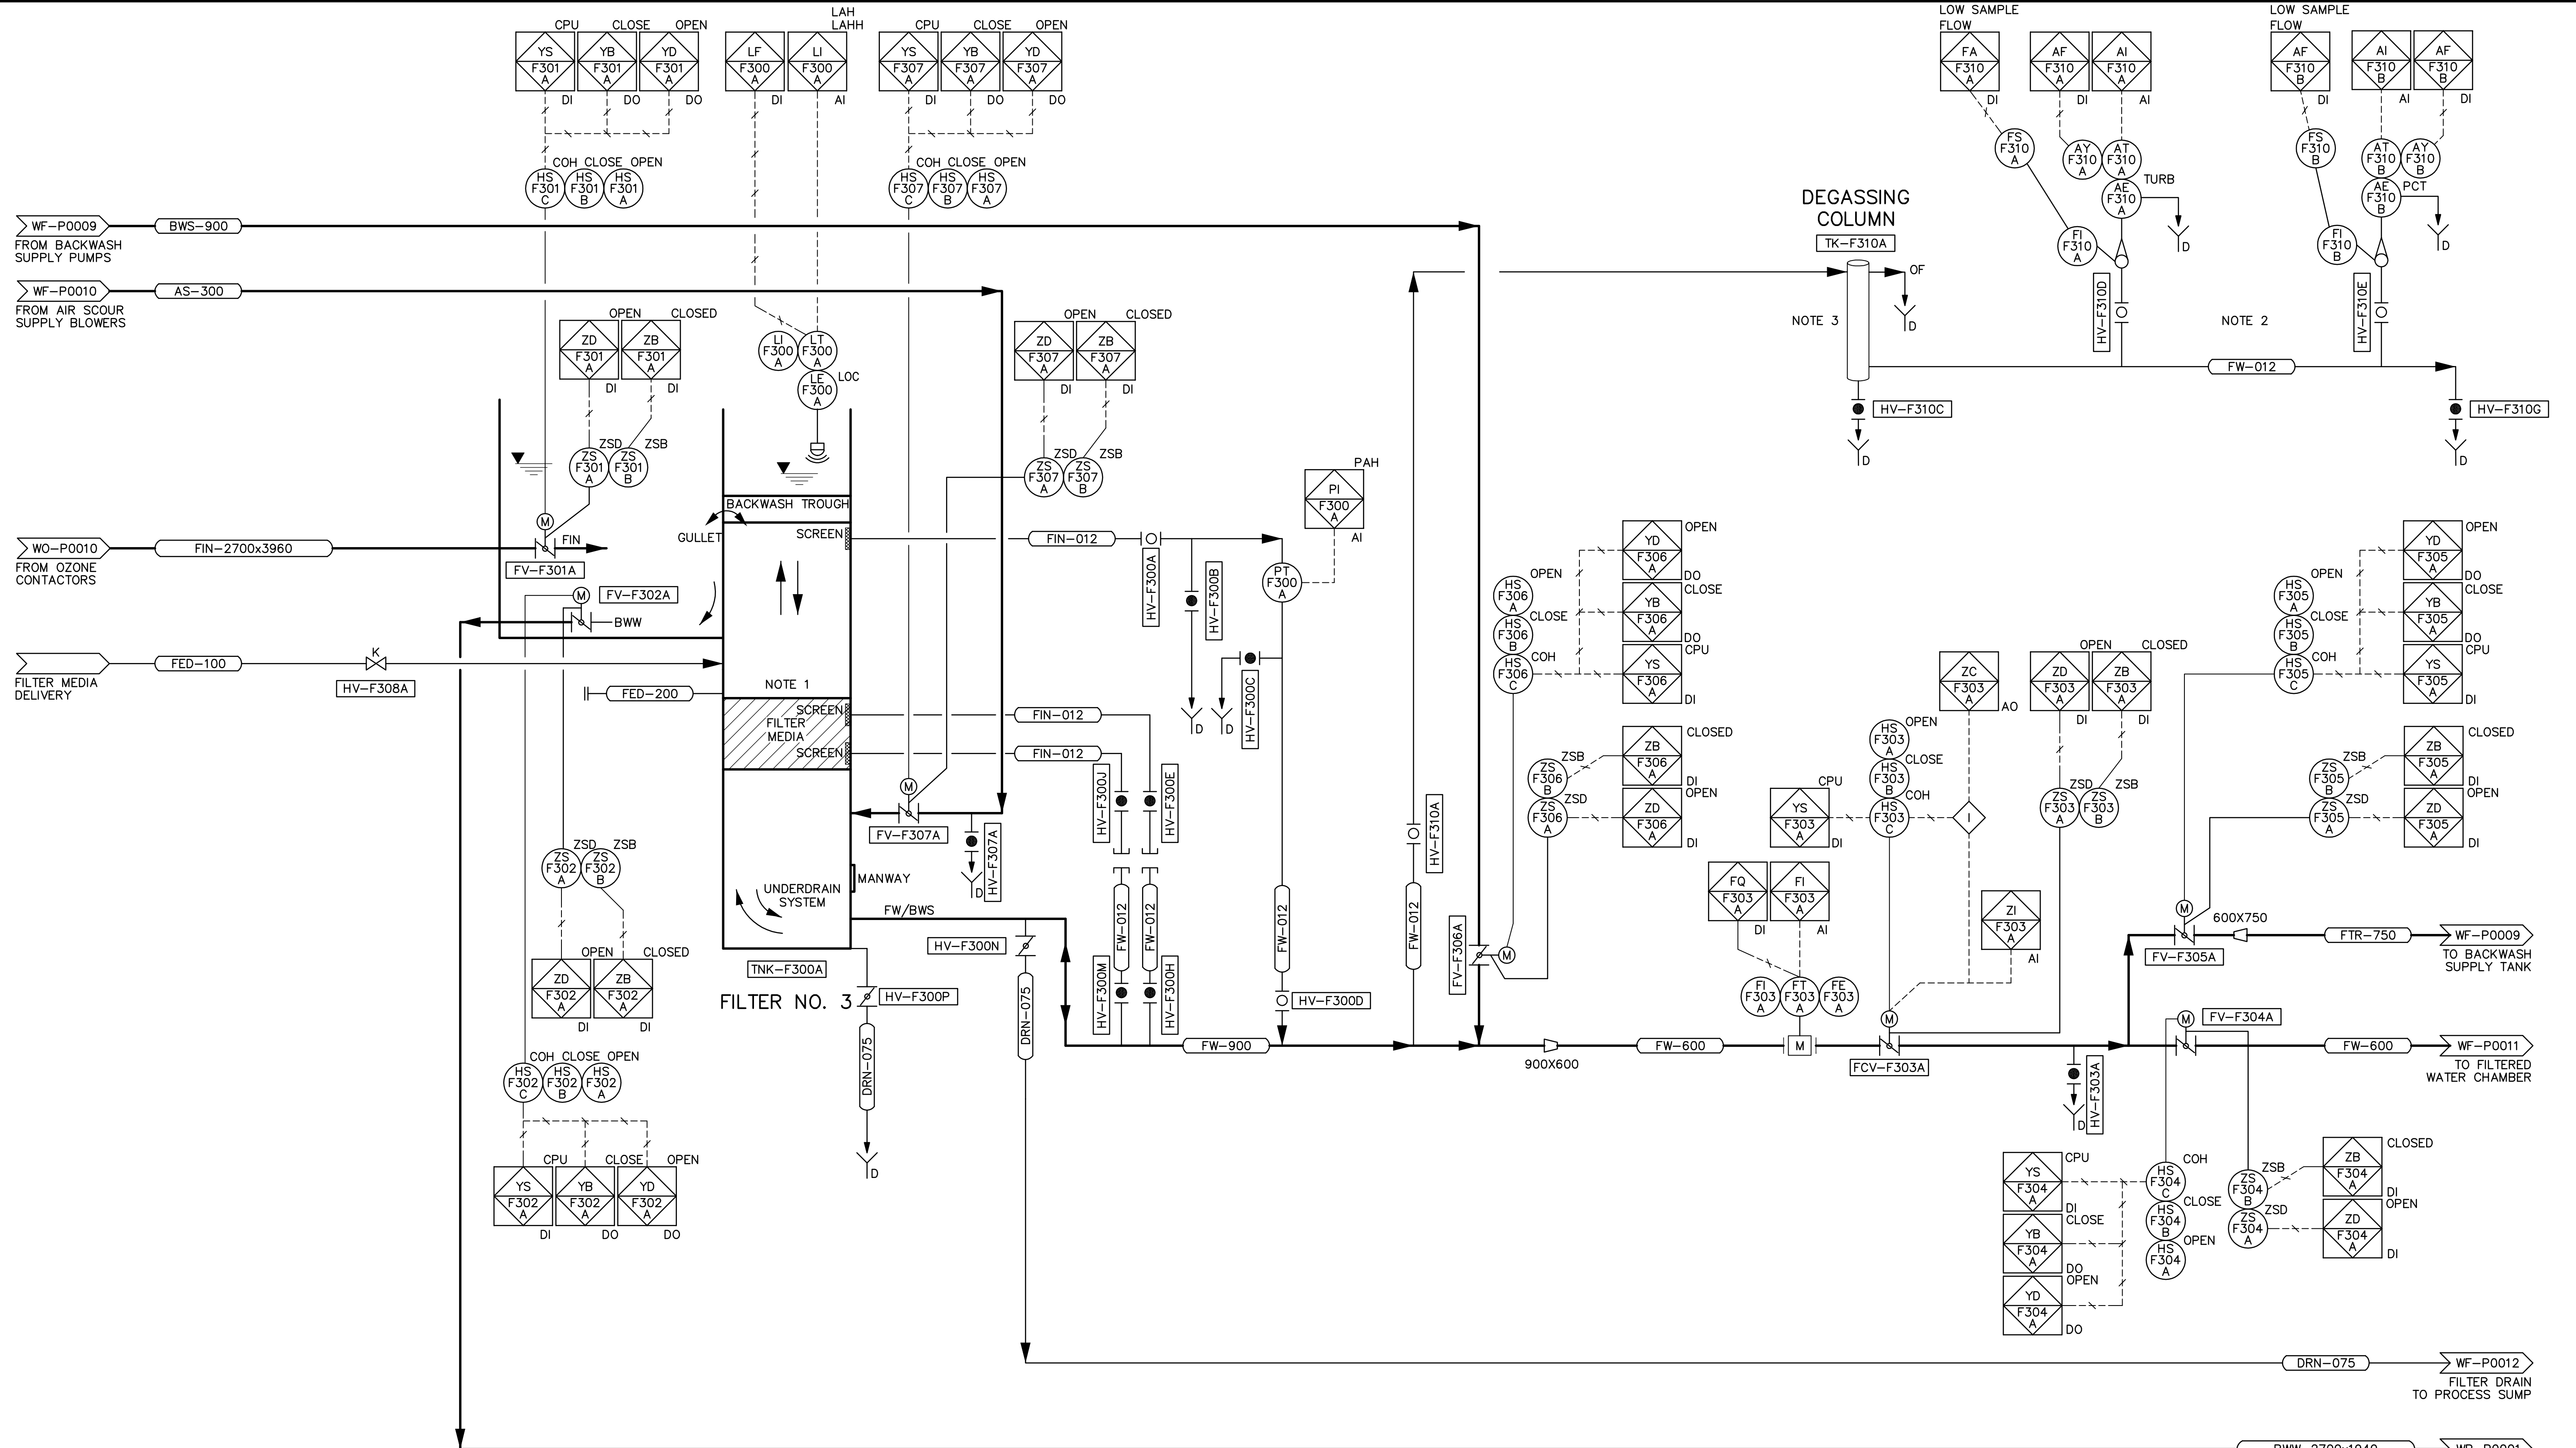 LAH
LAHH
CPU
CLOSE
OPEN
YS
F301
A
DI
YB
F301
A
DO
YD
F301
A
DO
LF
F300
A
DI
LI
F300
A
AI
CPU
CLOSE
OPEN
YS
F307
A
DI
YB
F307
A
DO
YD
F307
A
DO
LOW SAMPLE
FLOW
FA
F310
A
DI
AF
F310
A
DI
AI
F310
A
AI
LOW SAMPLE
FLOW
AF
F310
B
DI
AI
F310
B
AI
AF
F310
B
DI
COH CLOSE OPEN
HS
F301
C
HS
F301
B
HS
F301
A
COH CLOSE OPEN
HS
F307
C
HS
F307
B
HS
F307
A
FS
F310
A
AY
F310
A
AT
F310
A
AE
F310
A
TURB
FI
F310
A
D
FS
F310
B
AT
F310
B
AY
F310
B
AE
F310
B
PCT
FI
F310
B
D
WF-P0009
BWS-900
FROM BACKWASH
SUPPLY PUMPS
WF-P0010
AS-300
FROM AIR SCOUR
SUPPLY BLOWERS
DEGASSING
COLUMN
TK-F310A
OF
D
NOTE 3
HV-F310D
NOTE 2
HV-F310E
FW-012
HV-F310C
D
HV-F310G
D
OPEN
CLOSED
ZD
F301
A
DI
ZB
F301
A
DI
LI
F300
A
LT
F300
A
LE
F300
A
LOC
OPEN
CLOSED
ZD
F307
A
DI
ZB
F307
A
DI
ZSD
ZSB
ZS
F301
A
ZS
F301
B
ZSD
ZSB
ZS
F307
A
ZS
F307
B
PAH
PI
F300
A
AI
BACKWASH TROUGH
GULLET
SCREEN
M
WO-P0010
FIN-2700x3960
FIN
FROM OZONE
CONTACTORS
FV-F301A
FIN-012
HV-F300A
HV-F300B
PT
F300
A
M
FV-F302A
BWW
HV-F300C
D
D
FED-100
K
HV-F308A
FILTER MEDIA
DELIVERY
NOTE 1
FED-200
SCREEN
FILTER
MEDIA
SCREEN
FIN-012
FIN-012
HV-F300J
HV-F300E
M
FV-F307A
HV-F307A
D
MANWAY
UNDERDRAIN
SYSTEM
FW/BWS
HV-F300N
TNK-F300A
FILTER NO. 3
HV-F300P
DRN-075
D
DRN-075
FW-012
FW-012
HV-F300M
HV-F300H
FW-012
HV-F300D
FW-900
HV-F310A
FW-012
FV-F306A
M
ZSD
ZSB
ZS
F302
A
ZS
F302
B
OPEN
CLOSED
ZD
F302
A
DI
ZB
F302
A
DI
COH CLOSE OPEN
HS
F302
C
HS
F302
B
HS
F302
A
CPU
CLOSE
OPEN
YS
F302
A
DI
YB
F302
A
DO
YD
F302
A
DO
OPEN
HS
F306
A
CLOSE
HS
F306
B
COH
HS
F306
C
YD
F306
A
OPEN
DO
YB
F306
A
CLOSE
DO
YS
F306
A
CPU
DI
ZSB
ZS
F306
B
ZSD
ZS
F306
A
ZB
F306
A
CLOSED
DI
ZD
F306
A
OPEN
DI
900X600
FW-600
CPU
YS
F303
A
DI
OPEN
HS
F303
A
CLOSE
HS
F303
B
COH
HS
F303
C
ZC
F303
A
AO
I
OPEN
CLOSED
ZD
F303
A
DI
ZB
F303
A
DI
ZSD
ZSB
ZS
F303
A
ZS
F303
B
FQ
F303
A
DI
FI
F303
A
AI
ZI
F303
A
AI
FI
F303
A
FT
F303
A
FE
F303
A
M
M
FCV-F303A
HV-F303A
D
OPEN
HS
F305
A
CLOSE
HS
F305
B
COH
HS
F305
C
YD
F305
A
OPEN
DO
YB
F305
A
CLOSE
DO
YS
F305
A
CPU
DI
ZSB
ZS
F305
B
ZSD
ZS
F305
A
ZB
F305
A
CLOSED
DI
ZD
F305
A
OPEN
DI
M
600X750
FV-F305A
FTR-750
WF-P0009
TO BACKWASH
SUPPLY TANK
M
FV-F304A
FW-600
WF-P0011
TO FILTERED
WATER CHAMBER
CPU
YS
F304
A
DI
CLOSE
YB
F304
A
DO
OPEN
YD
F304
A
DO
COH
HS
F304
C
CLOSE
HS
F304
B
OPEN
HS
F304
A
ZSB
ZS
F304
B
ZSD
ZS
F304
A
CLOSED
ZB
F304
A
DI
OPEN
ZD
F304
A
DI
DRN-075
WF-P0012
FILTER DRAIN
TO PROCESS SUMP